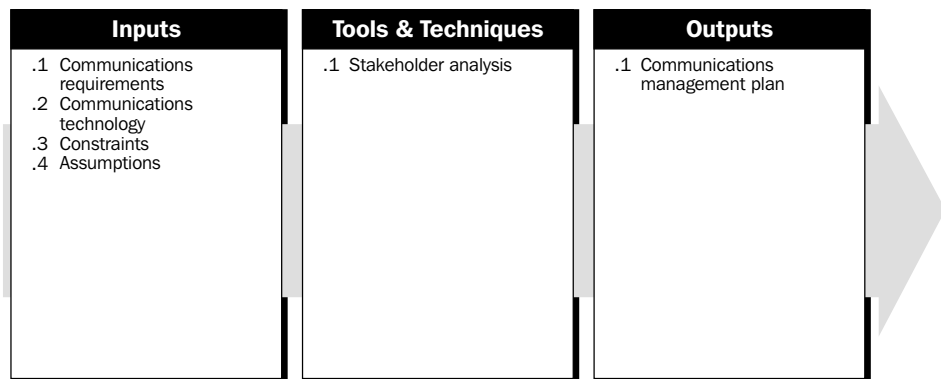 Inputs
.1 Communications
requirements
.2 Communications
technology
.3 Constraints
.4 Assumptions
Tools & Techniques
.1 Stakeholder analysis
Outputs
.1 Communications
management plan